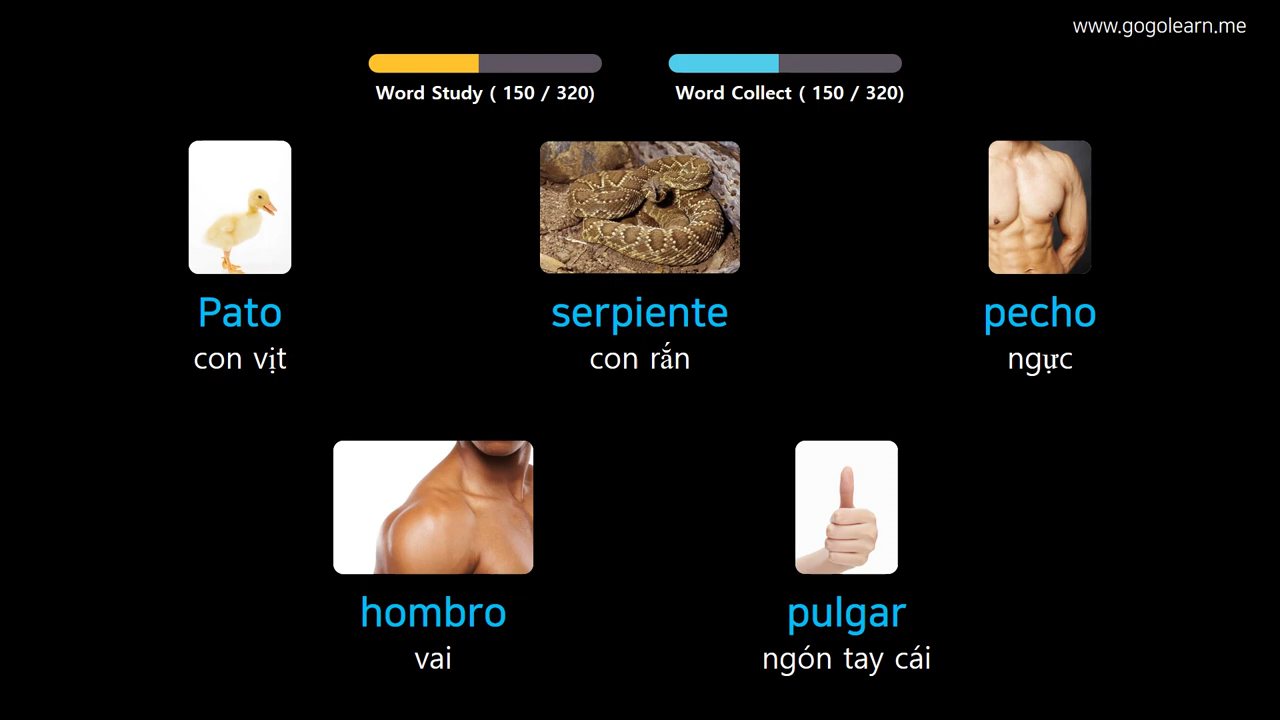 www.gogolearn.me
Word Study ( 150 / 320)
Word Collect ( 150 / 320)
Pato
con vịt
serpiente
con rắn
pecho
ngực
hombro
vai
pulgar
ngón tay cái